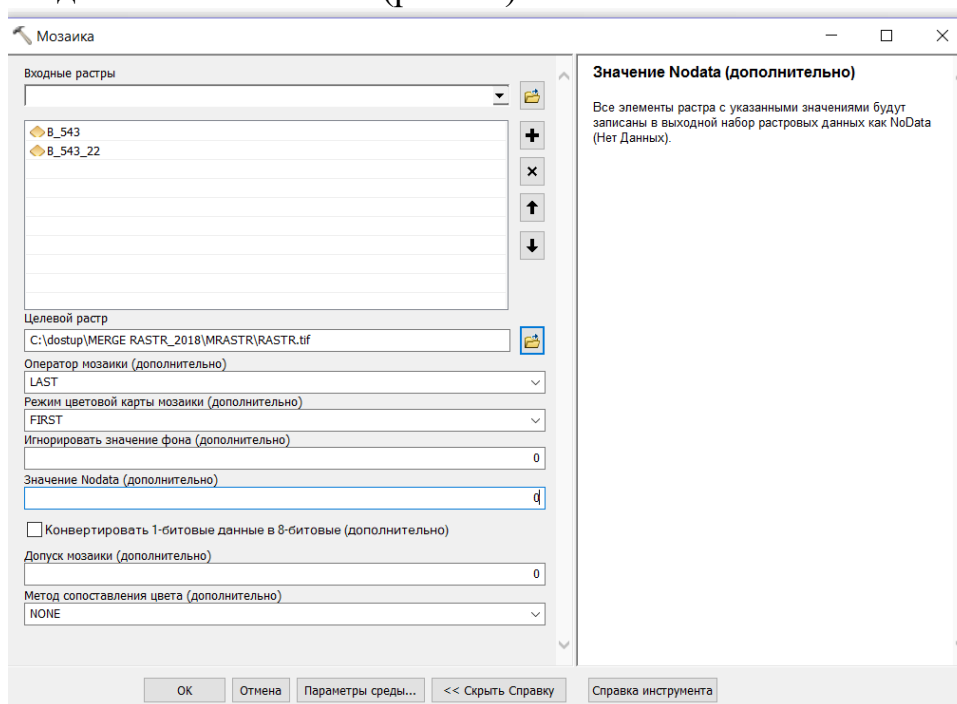 Мозаика
Входные растры
B_543
B_543_22
Целевой растр
C:\dostup\MERGE RASTR_2018\MRASTR\RASTR.tif
Оператор мозаики (дополнительно)
LAST
Режим цветовой карты мозаики (дополнительно)
FIRST
Игнорировать значение фона (дополнительно)
0
Значение Nodata (дополнительно)
0
Конвертировать 1-битовые данные в 8-битовые (дополнительно)
Допуск мозаики (дополнительно)
0
Метод сопоставления цвета (дополнительно)
NONE
Значение Nodata (дополнительно)
Все элементы растра с указанными значениями будут
записаны в выходной набор растровых данных как NoData
(Нет Данных).
OK
Отмена
Параметры среды...
<< Скрыть Справку
Справка инструмента